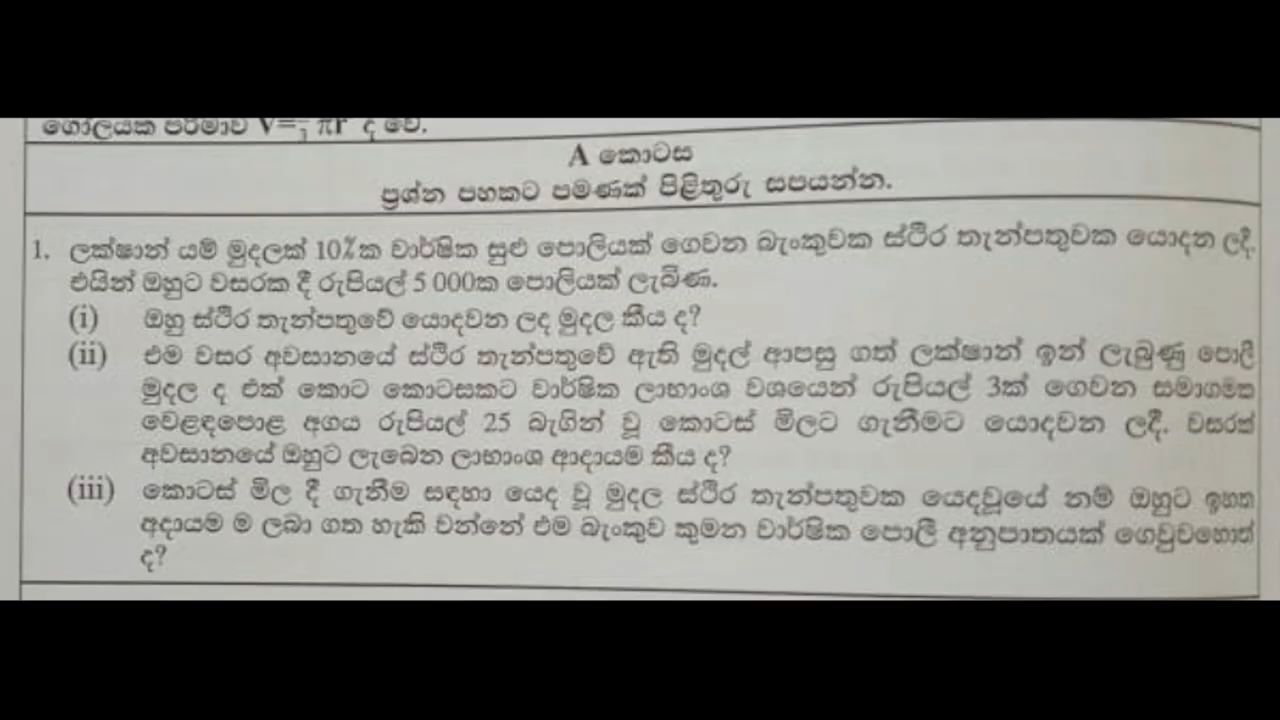 ගෝලයක පරිමාව V= πr ද වේ.
A කොටස
ප්‍රශ්න පහකට පමණක් පිළිතුරු සපයන්න.
1. ලක්ෂාන් යම් මුදලක් 10%ක වාර්ෂික සුළු පොලියක් ගෙවන බැංකුවක ස්ථිර තැන්පතුවක යොදන ලදී.
එයින් ඔහුට වසරක දී රුපියල් 5 000ක පොලියක් ලැබිණ.
(i) ඔහු ස්ථිර තැන්පතුවේ යොදවන ලද මුදල කීය ද?
(ii) එම වසර අවසානයේ ස්ථිර තැන්පතුවේ ඇති මුදල් ආපසු ගත් ලක්ෂාන් ඉන් ලැබුණු පොලී
මුදල ද එක් කොට කොටසකට වාර්ෂික ලාභාංශ වශයෙන් රුපියල් 3ක් ගෙවන සමාගමක
වෙළඳපොළ අගය රුපියල් 25 බැගින් වූ කොටස් මිලට ගැනීමට යොදවන ලදී. වසරක්
අවසානයේ ඔහුට ලැබෙන ලාභාංශ ආදායම කීය ද?
(iii) කොටස් මිල දී ගැනීම සඳහා යෙද වූ මුදල ස්ථිර තැන්පතුවක යෙදවූයේ නම් ඔහුට ඉහත
අදායම ම ලබා ගත හැකි වන්නේ එම බැංකුව කුමන වාර්ෂික පොලී අනුපාතයක් ගෙවුවහොත්
ද?